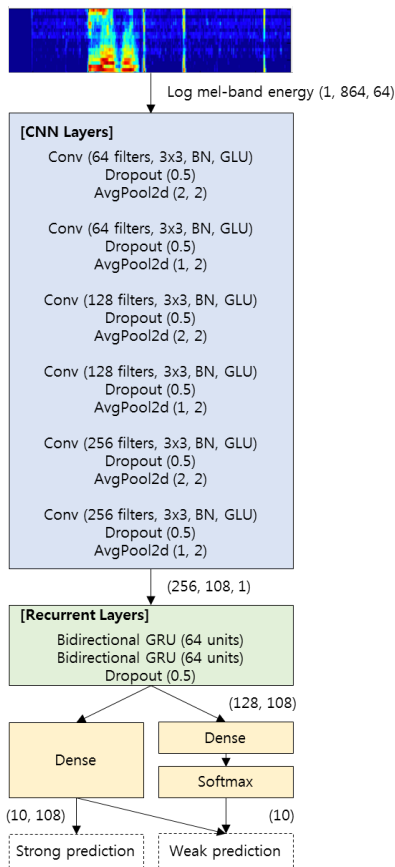 Log mel-band energy (1, 864, 64)
[CNN Layers]
Conv (64 filters, 3x3, BN, GLU)
Dropout (0.5)
AvgPool2d (2, 2)
Conv (64 filters, 3x3, BN, GLU)
Dropout (0.5)
AvgPool2d (1, 2)
Conv (128 filters, 3x3, BN, GLU)
Dropout (0.5)
AvgPool2d (2, 2)
Conv (128 filters, 3x3, BN, GLU)
Dropout (0.5)
AvgPool2d (1, 2)
Conv (256 filters, 3x3, BN, GLU)
Dropout (0.5)
AvgPool2d (2, 2)
Conv (256 filters, 3x3, BN, GLU)
Dropout (0.5)
AvgPool2d (1, 2)
(256, 108, 1)
[Recurrent Layers]
Bidirectional GRU (64 units)
Bidirectional GRU (64 units)
Dropout (0.5)
(128, 108)
Dense
Dense
Softmax
(10, 108)
(10)
Strong prediction
Weak prediction